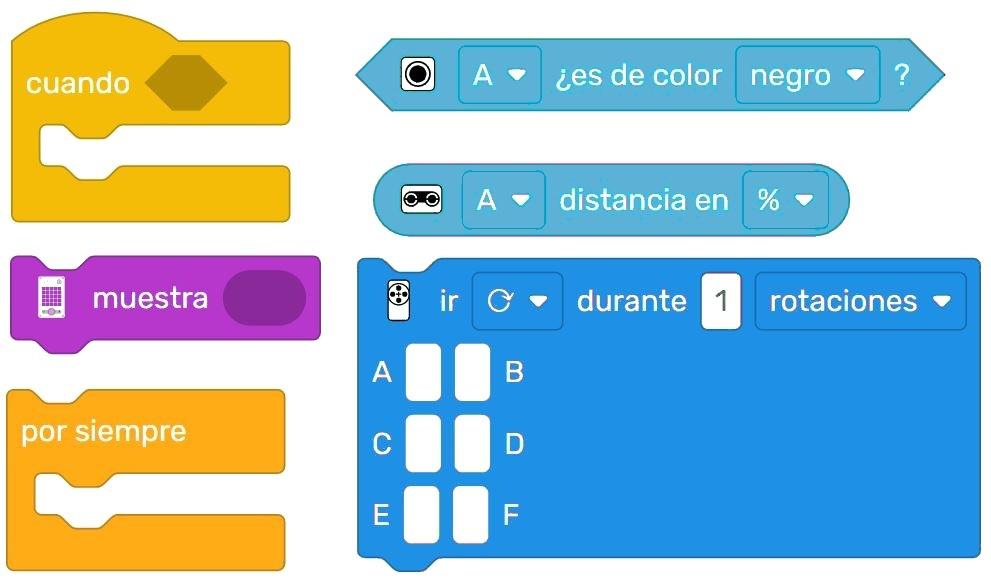 cuando
A ¿es de color negro ?
A distancia en %
muestra
ir durante 1 rotaciones
A B
C D
E F
por siempre